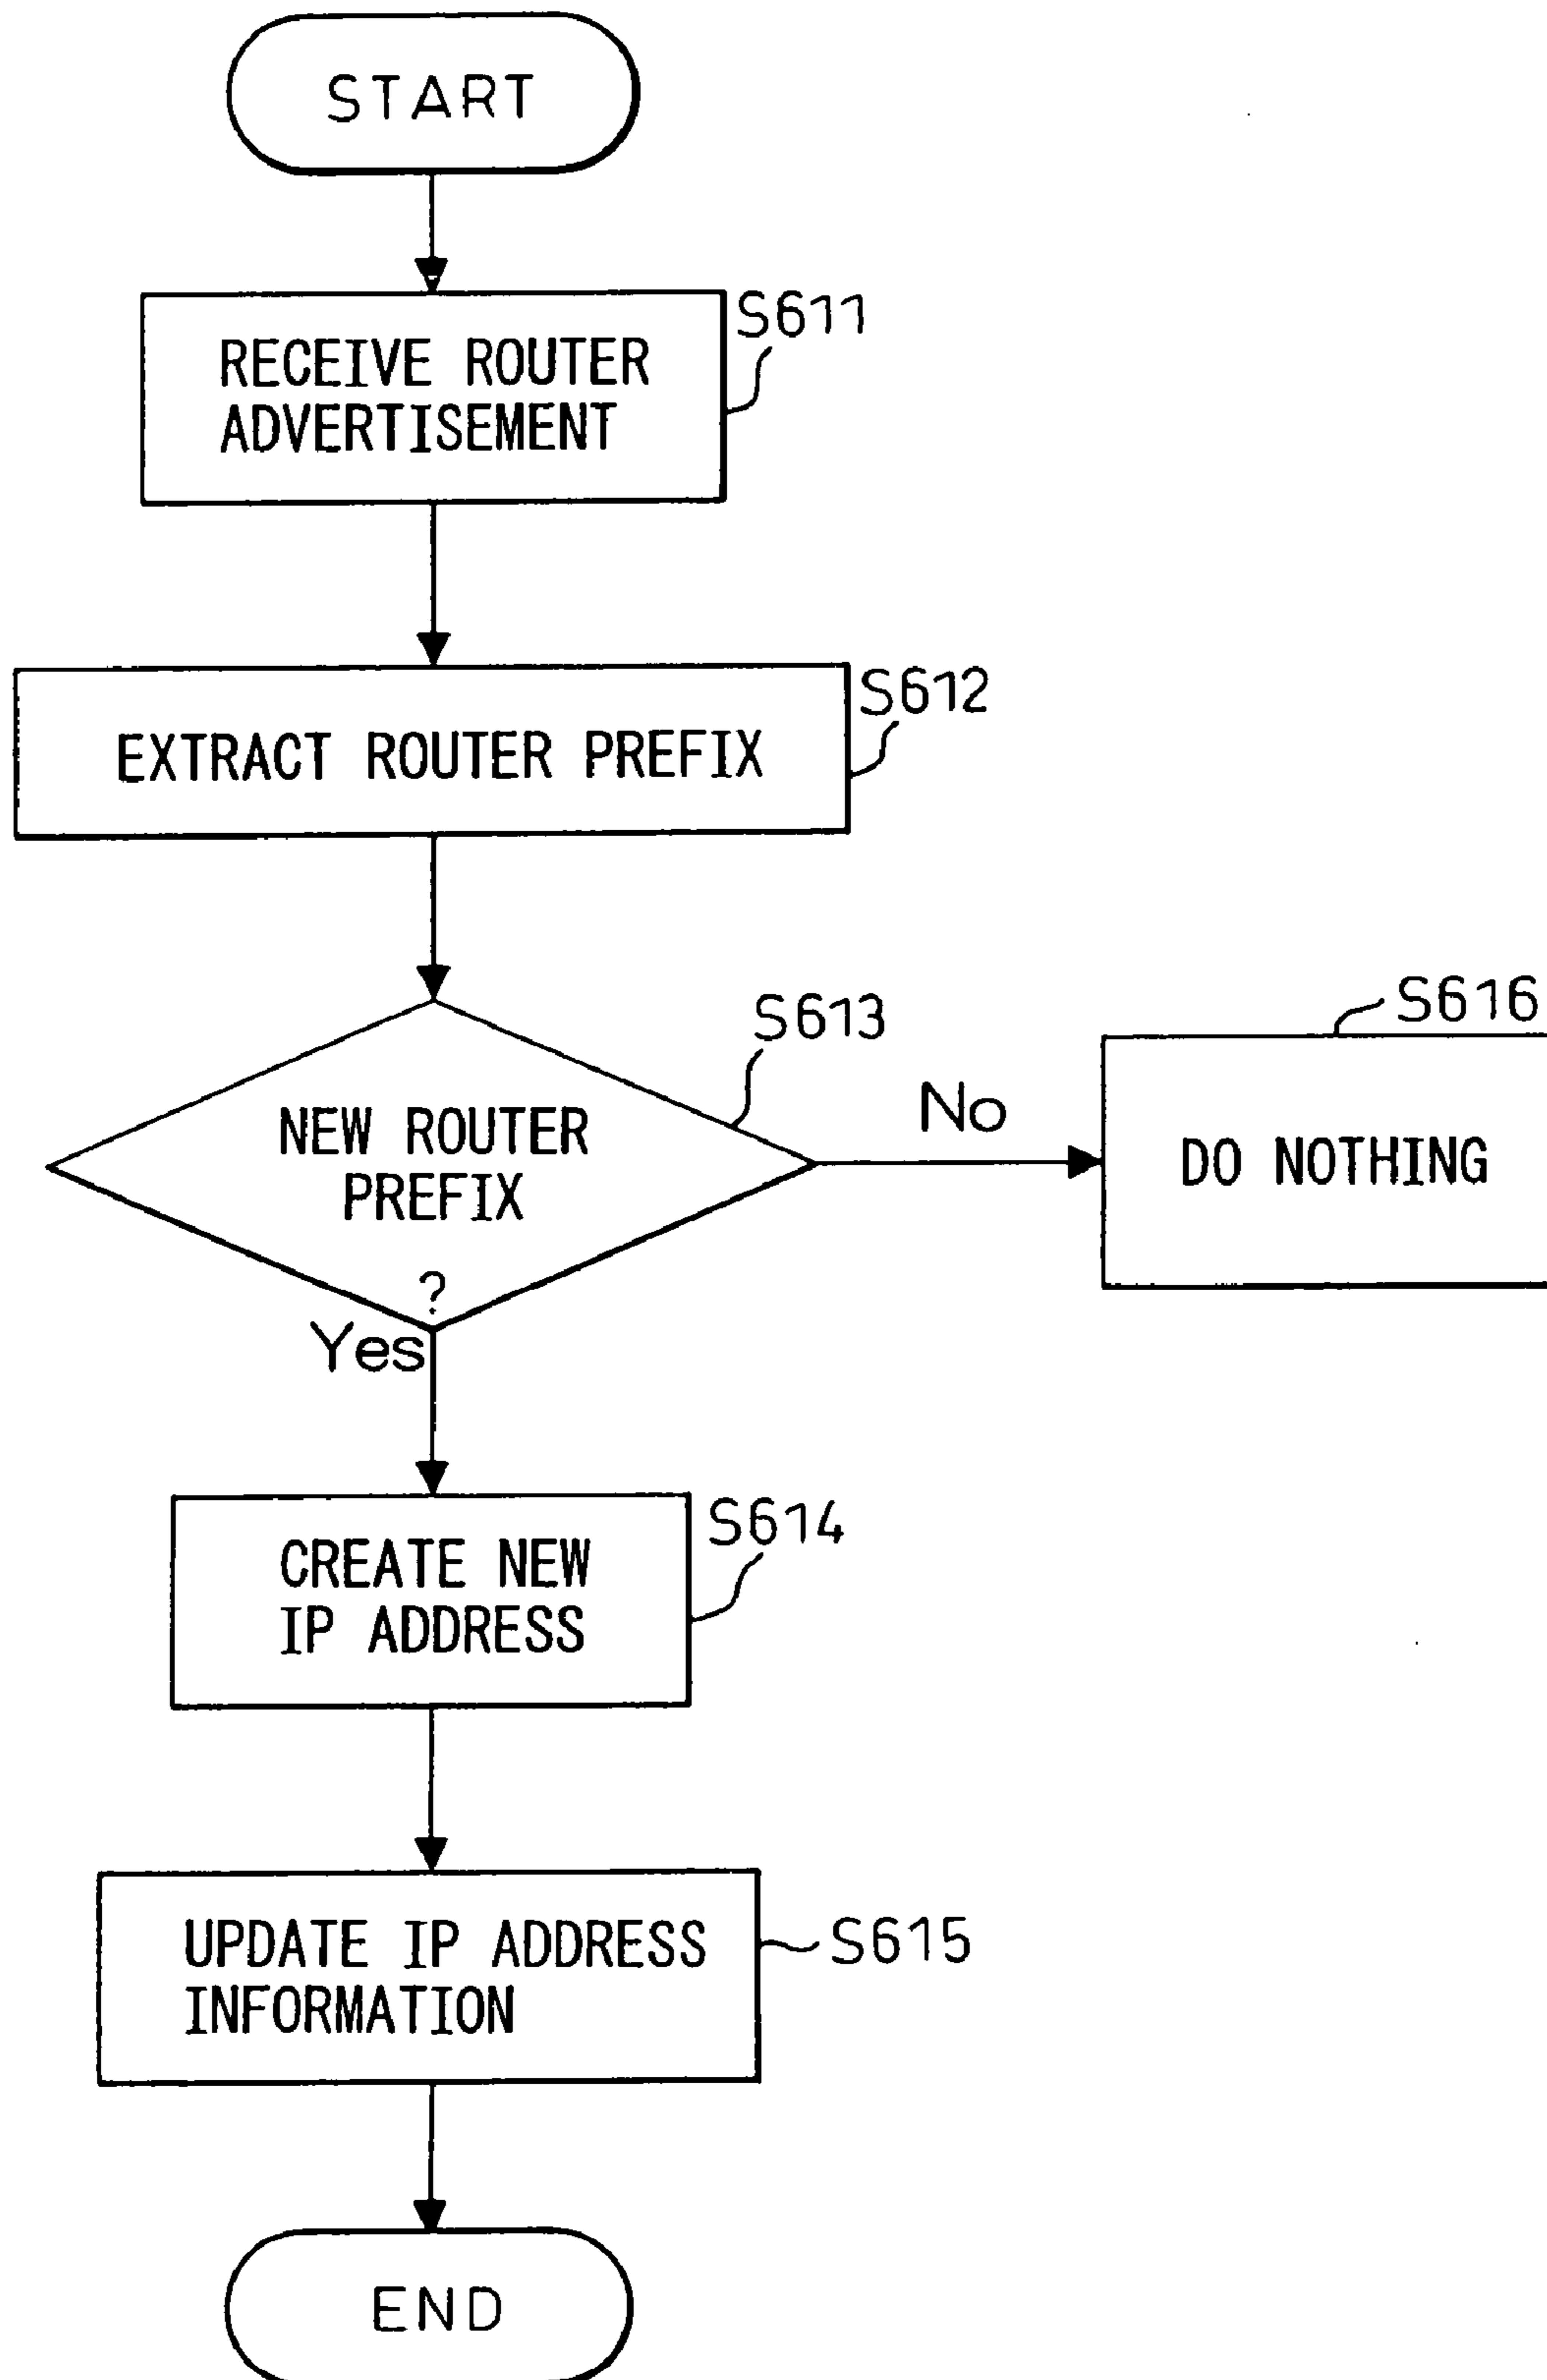 START
S611
RECEIVE ROUTER
ADVERTISEMENT
S612
EXTRACT ROUTER PREFIX
S613
NEW ROUTER
PREFIX
?
No
S616
DO NOTHING
Yes
S614
CREATE NEW
IP ADDRESS
UPDATE IP ADDRESS
INFORMATION
S615
END